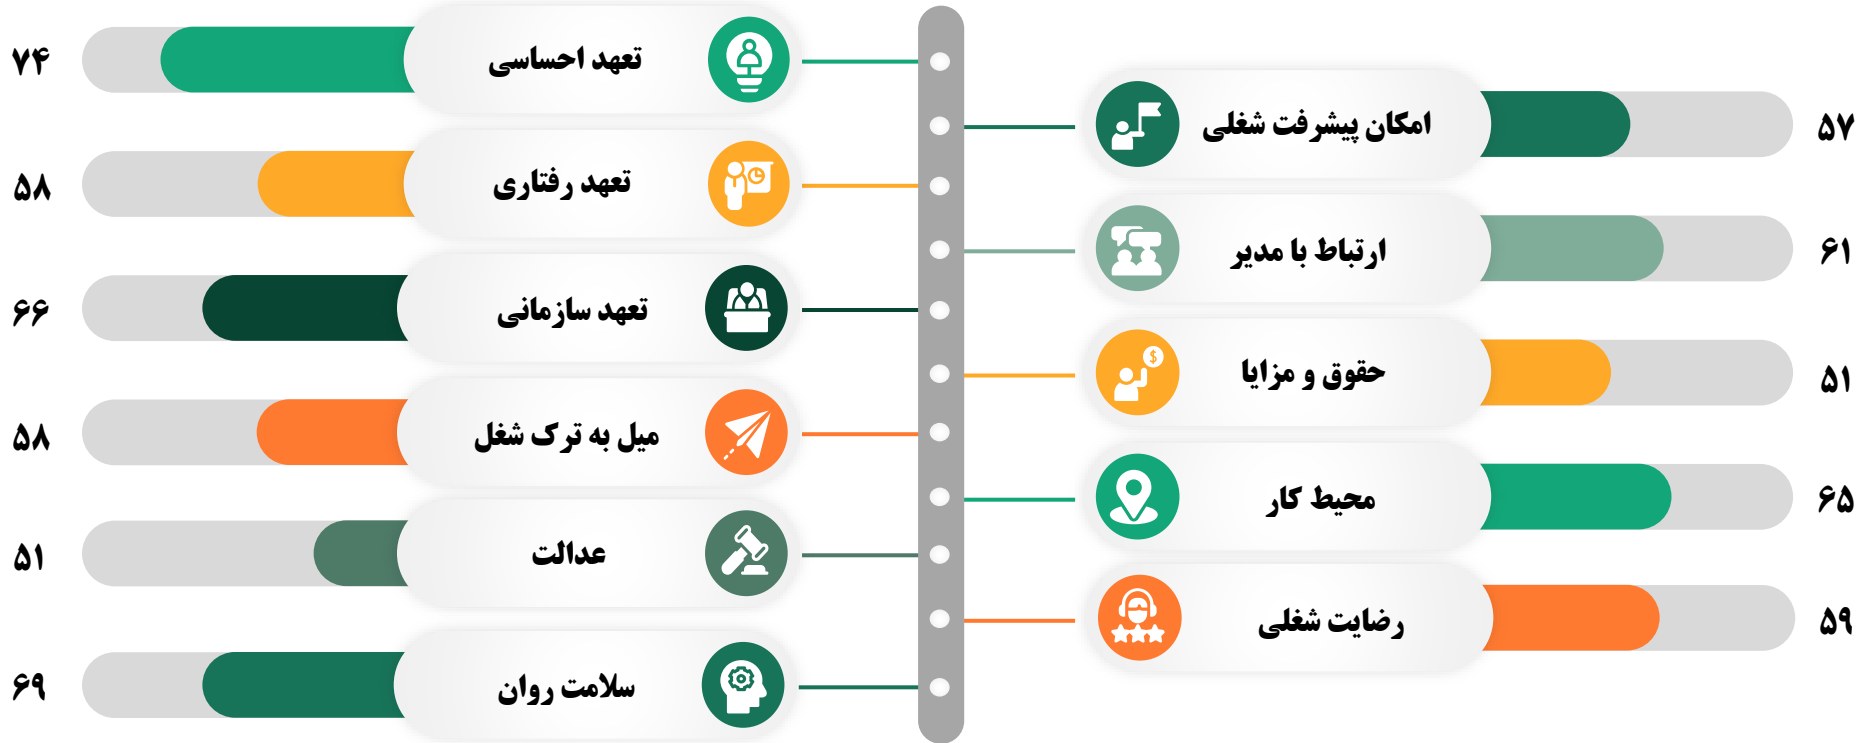 امکان پیشرفت شغلی
۵۷
ارتباط با مدیر
۶۱
حقوق و مزایا
۵۱
$
محیط کار
۶۵
رضایت شغلی
۵۹
تعهد احساسی
۷۴
تعهد رفتاری
۵۸
تعهد سازمانی
۶۶
میل به ترک شغل
۵۸
عدالت
۵۱
سلامت روان
۶۹